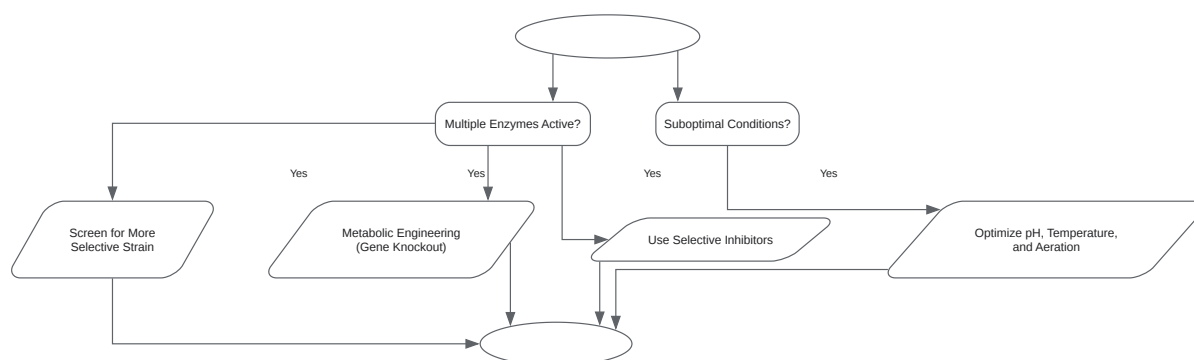 Multiple Enzymes Active?
Suboptimal Conditions?
Yes
Yes
Yes
Yes
Screen for More
Selective Strain
Metabolic Engineering
(Gene Knockout)
Use Selective Inhibitors
Optimize pH, Temperature,
and Aeration